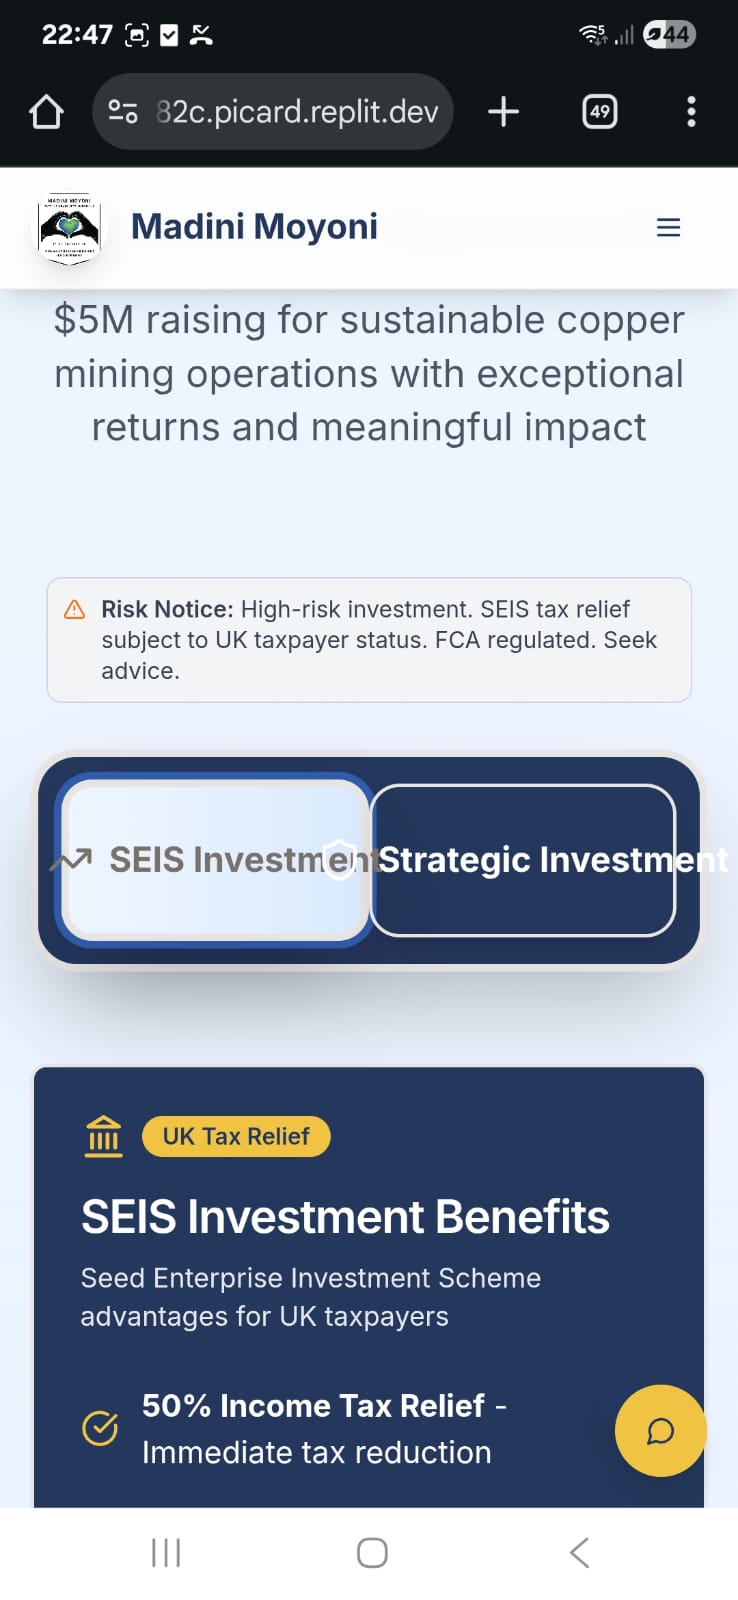 22:47
5
44
82c.picard.replit.dev
49
MADINI MOYONI
Madini Moyoni
$5M raising for sustainable copper
mining operations with exceptional
returns and meaningful impact
Risk Notice: High-risk investment. SEIS tax relief
subject to UK taxpayer status. FCA regulated. Seek
advice.
SEIS Investment
Strategic Investment
UK Tax Relief
SEIS Investment Benefits
Seed Enterprise Investment Scheme
advantages for UK taxpayers
50% Income Tax Relief -
Immediate tax reduction